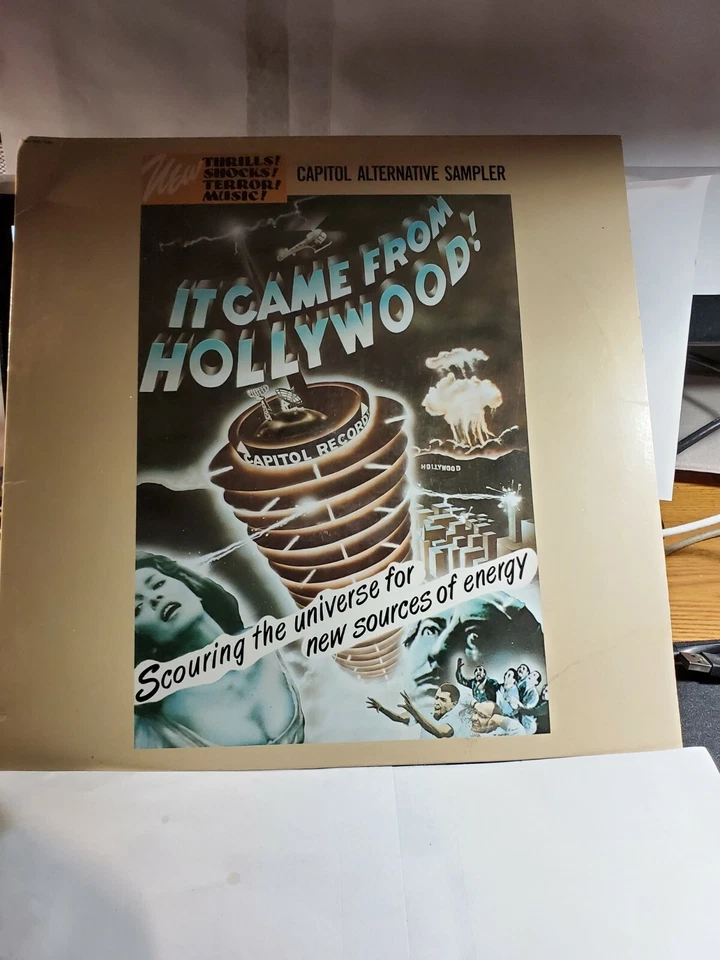 New
THRILLS!
SHOCKS!
TERROR!
MUSIC!
CAPITOL ALTERNATIVE SAMPLER
IT CAME FROM
HOLLYWOOD!
CAPITOL RECORDS
HOLLYWOOD
Scouring the universe for
new sources of energy